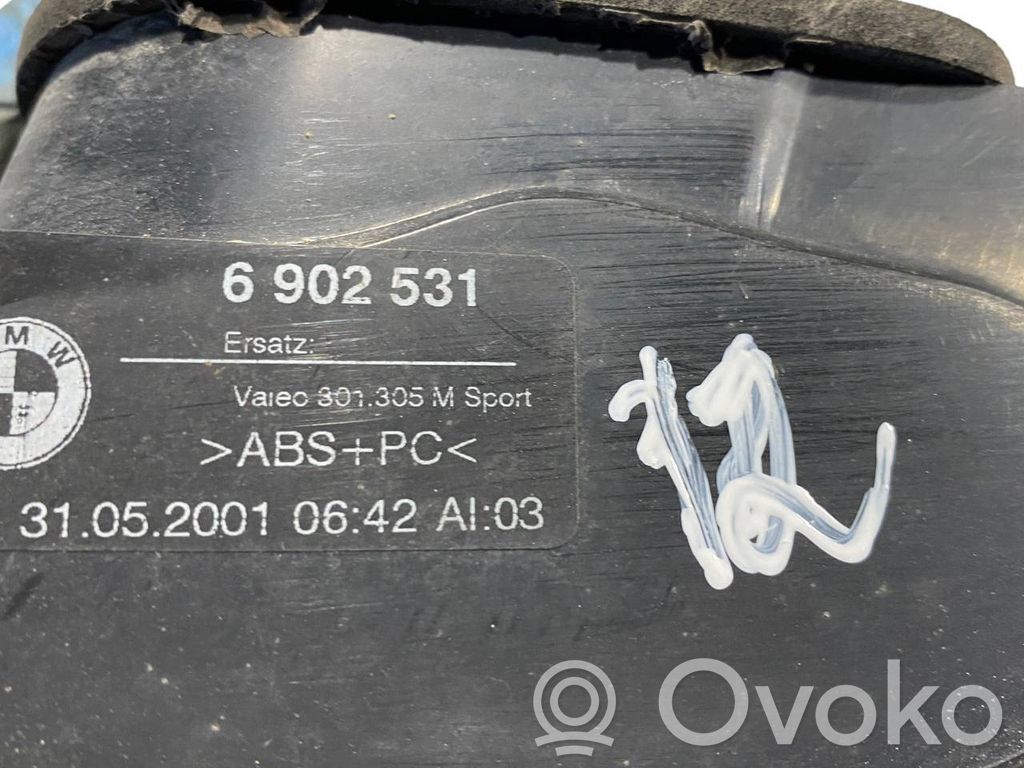 6 902 531
BMW
Ersatz:
Valeo 301.305 M Sport
>ABS+PC<
31.05.2001 06:42 AI:03
12
Ovoko